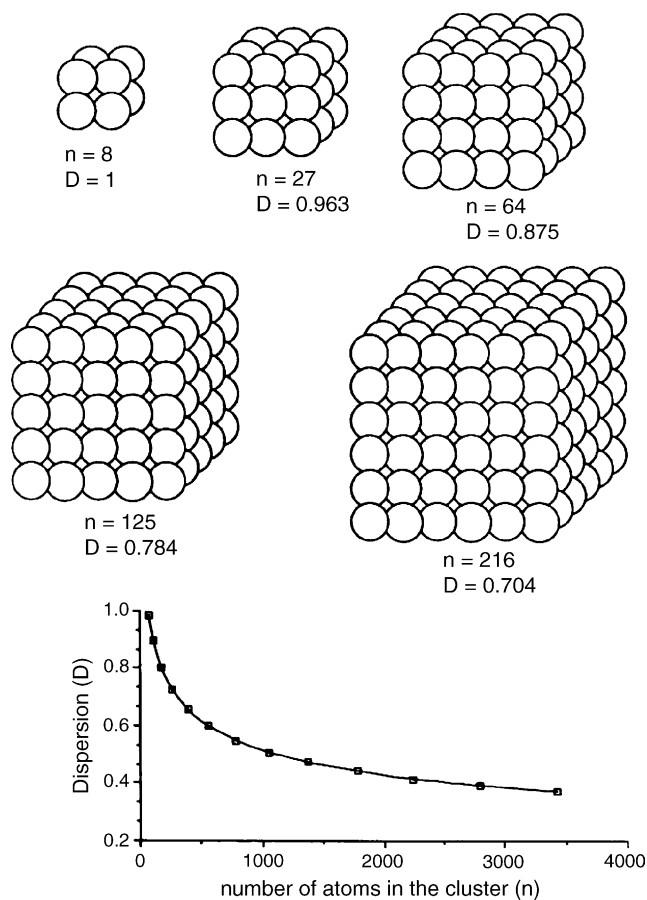 n = 8
D = 1
n = 27
D = 0.963
n = 64
D = 0.875
n = 125
D = 0.784
n = 216
D = 0.704
1.0
0.8
0.6
0.4
0.2
Dispersion (D)
0
1000
2000
3000
4000
number of atoms in the cluster (n)